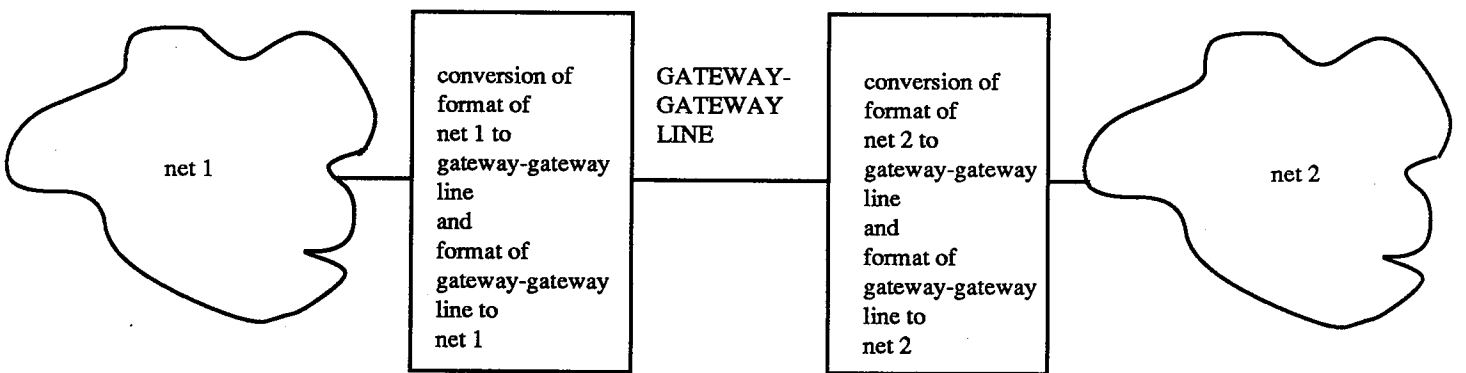 net 1
conversion of
format of
net 1 to
gateway-gateway
line
and
format of
gateway-gateway
line to
net 1
GATEWAY-
GATEWAY
LINE
conversion of
format of
net 2 to
gateway-gateway
line
and
format of
gateway-gateway
line to
net 2
net 2